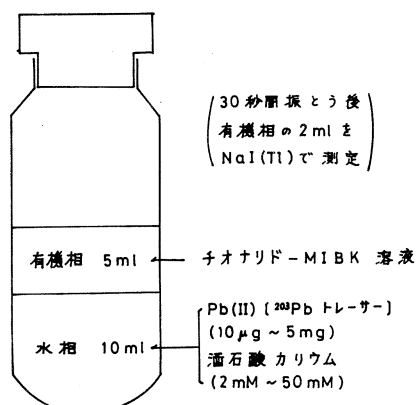 30秒間振とう後
有機相の2mlを
NaI(Tl)で測定
有機相 5ml
チオナリド-MIBK 溶液
水相 10ml
Pb(II)〔²⁰³Pb トレーサー〕
(10μg~5mg)
酒石酸カリウム
(2mM~50mM)